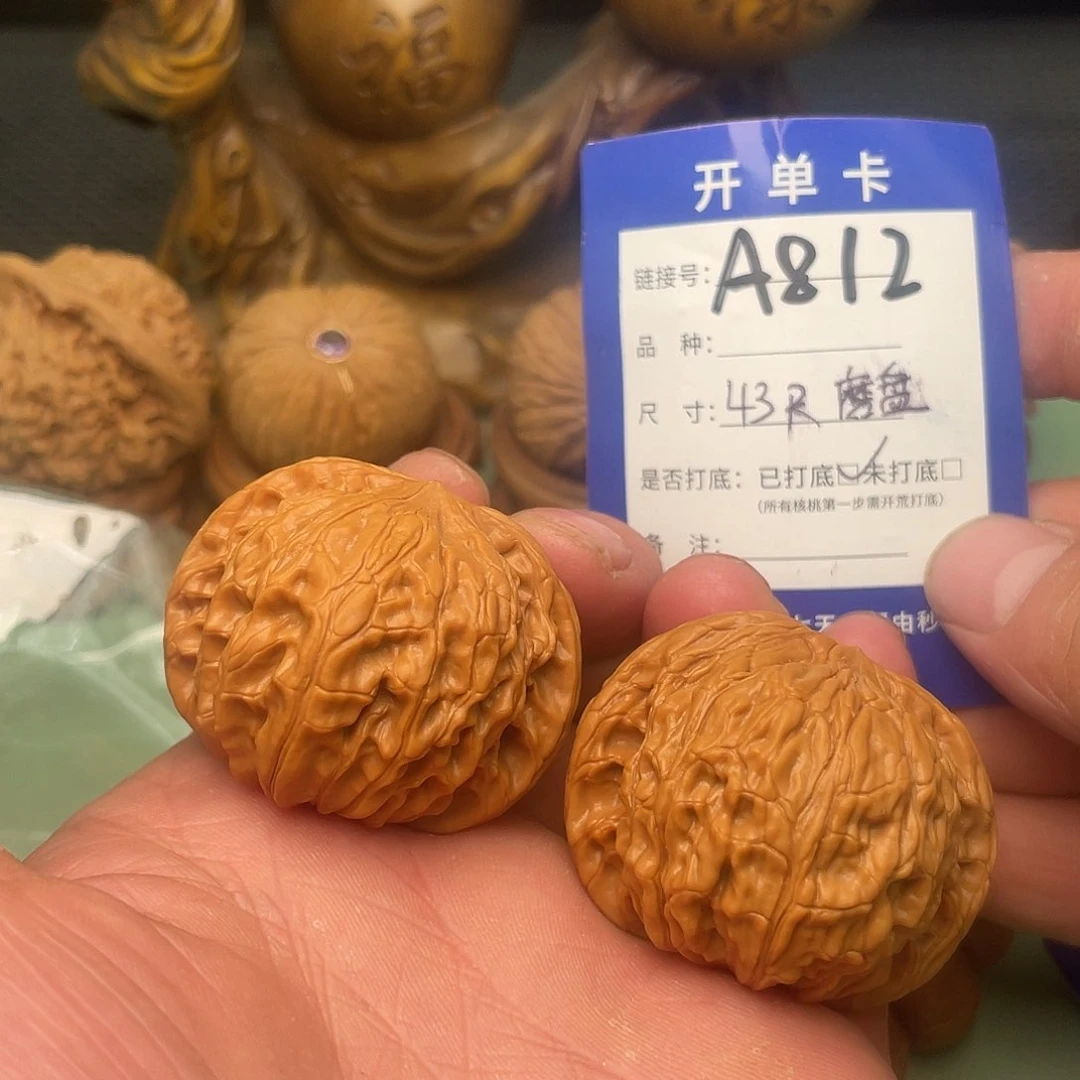 福
开单卡
链接号：A812
品 种：
尺 寸：43R 磨盘
是否打底：已打底☑未打底☐
（所有核桃第一步需开荒打底）
备 注：